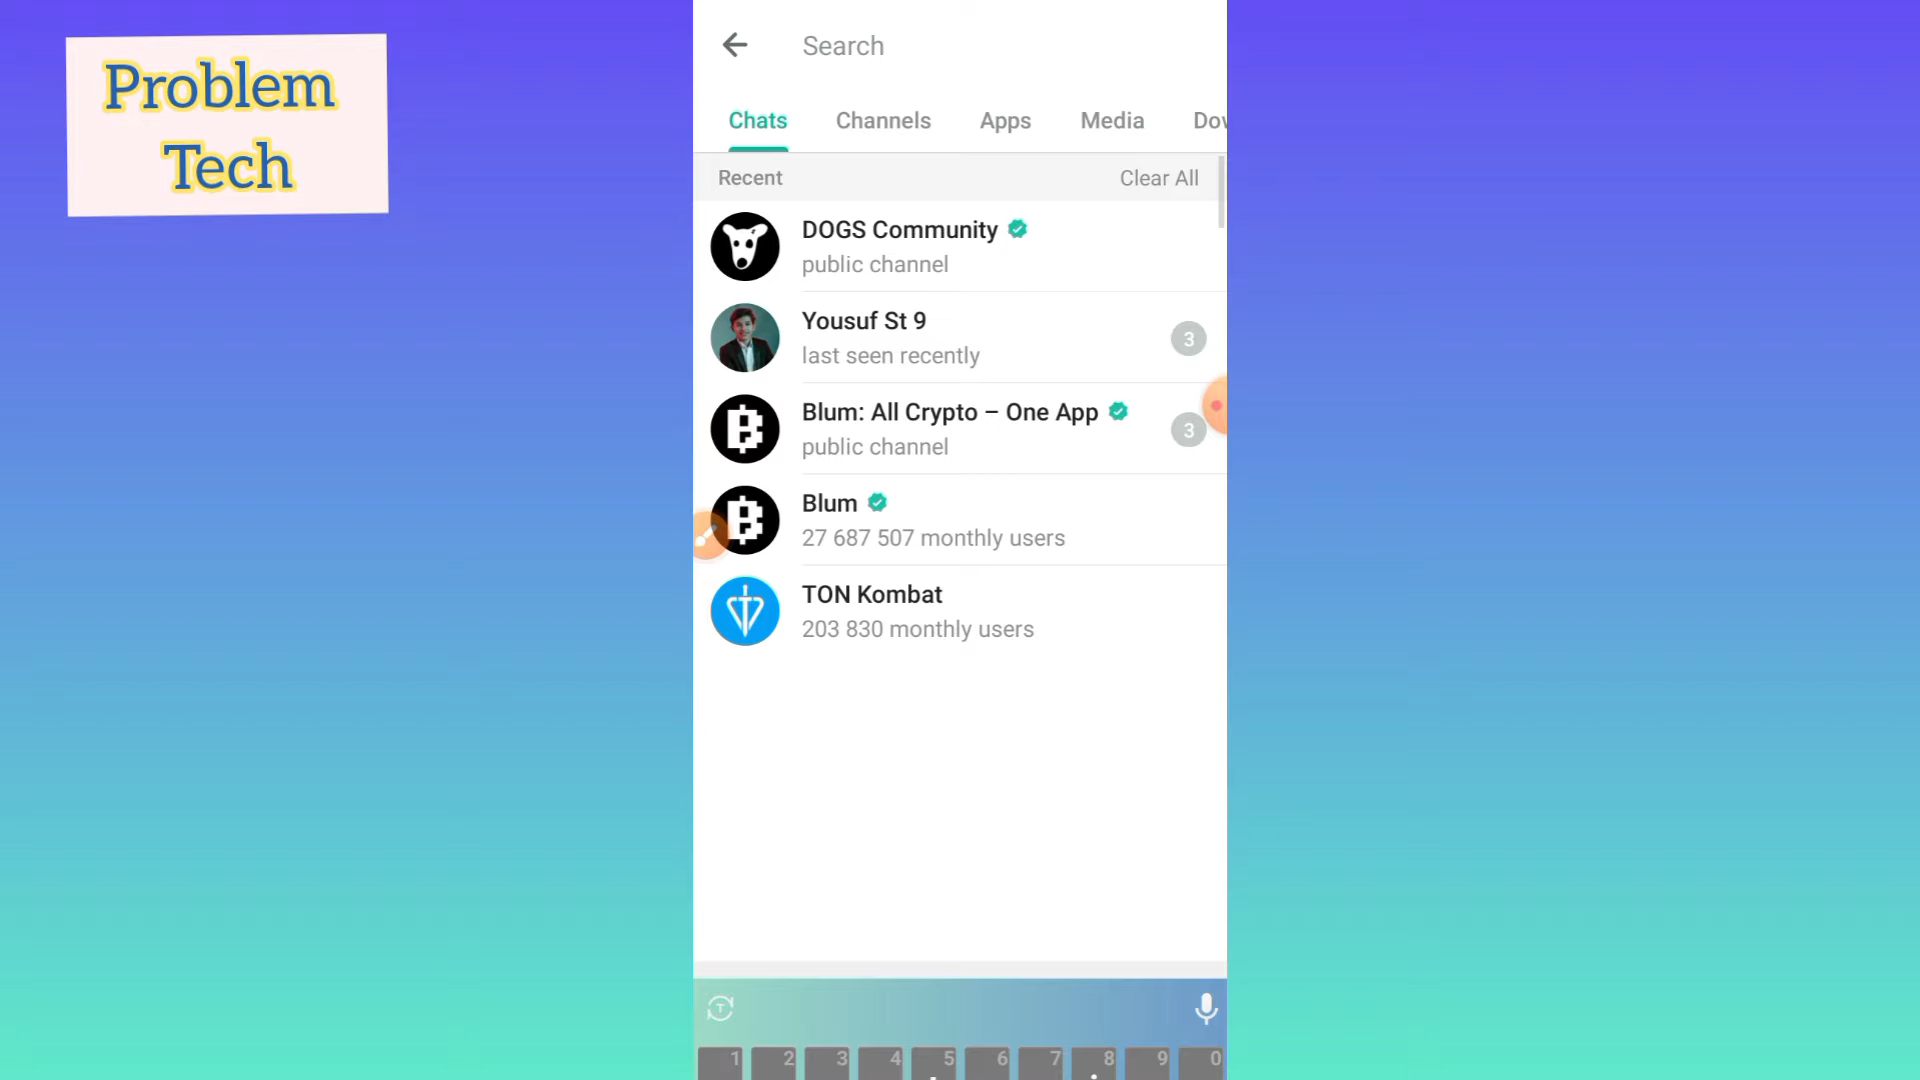 Problem
Tech
Search
Chats Channels Apps Media Dow
Recent Clear All
DOGS Community
public channel
Yousuf St 9
last seen recently
3
Blum: All Crypto – One App
public channel
3
Blum
27 687 507 monthly users
TON Kombat
203 830 monthly users
1 2 3 4 5 6 7 8 9 0